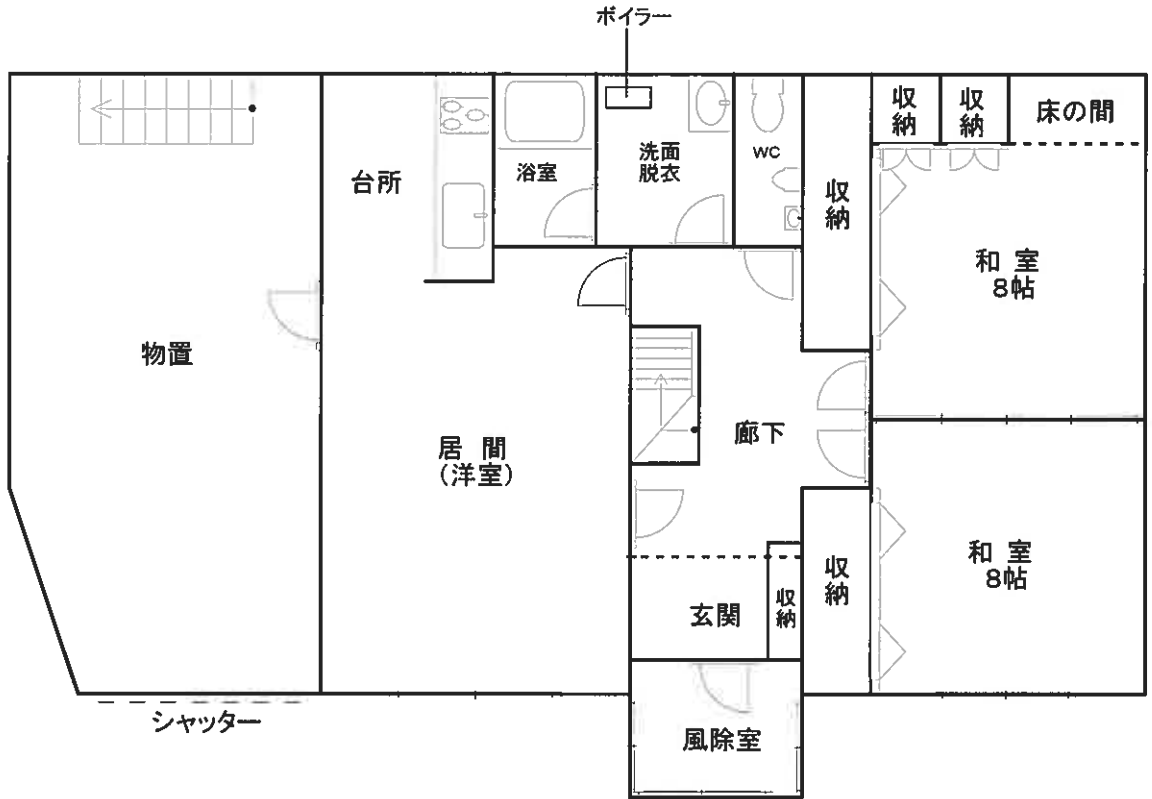 ボイラー
収
納
収
納
床の間
台所
浴室
洗面
脱衣
WC
収
納
和 室
8帖
物置
居 間
(洋室)
廊下
和 室
8帖
収
納
玄関
収
納
シャッター
風除室